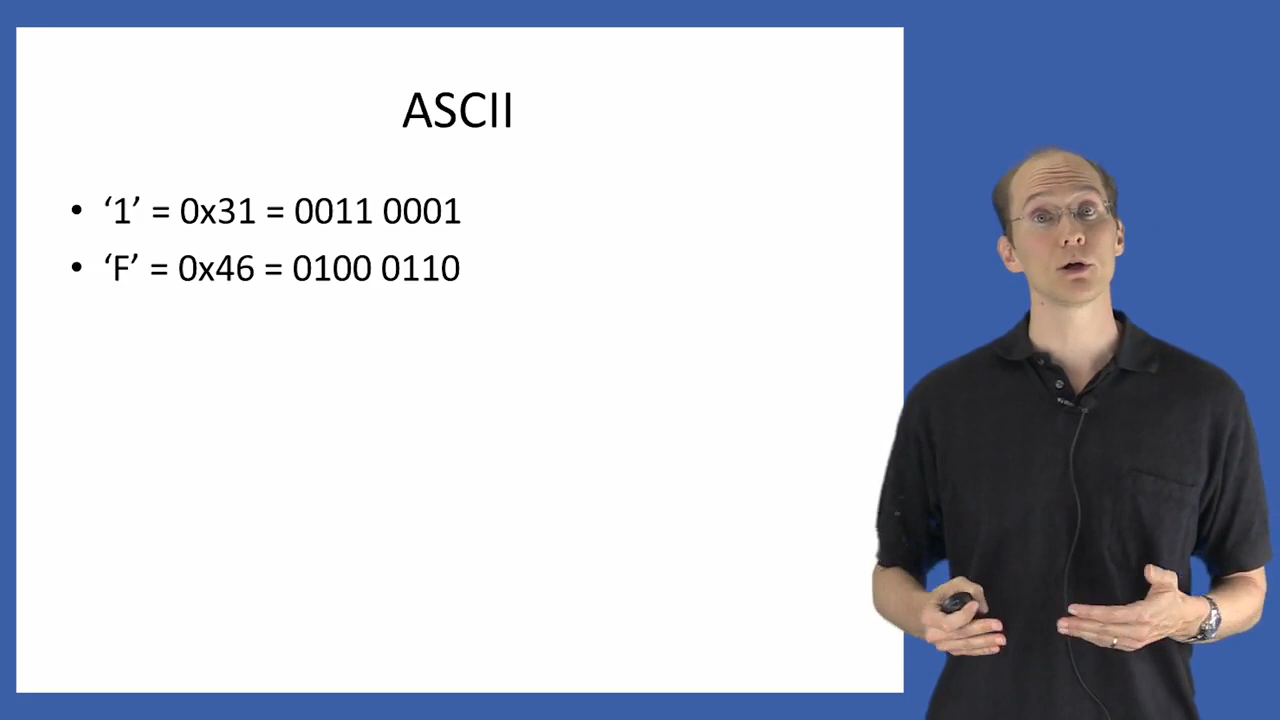 ASCII
• ‘1’ = 0x31 = 0011 0001
• ‘F’ = 0x46 = 0100 0110